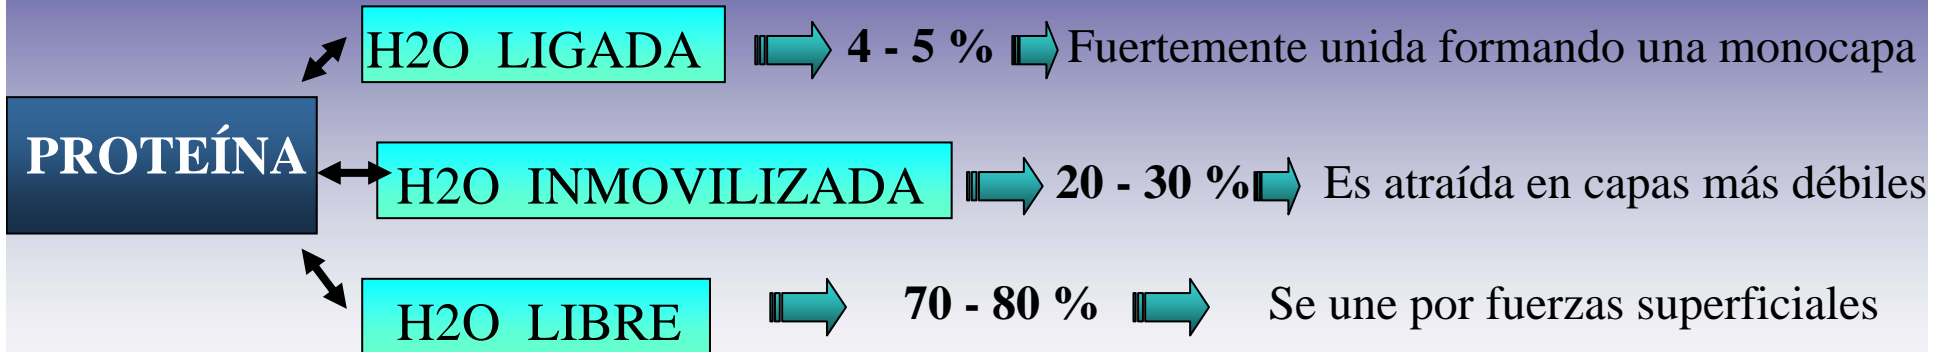 H2O LIGADA 4 - 5 % Fuertemente unida formando una monocapa
PROTEÍNA
H2O INMOVILIZADA 20 - 30 % Es atraída en capas más débiles
H2O LIBRE 70 - 80 % Se une por fuerzas superficiales